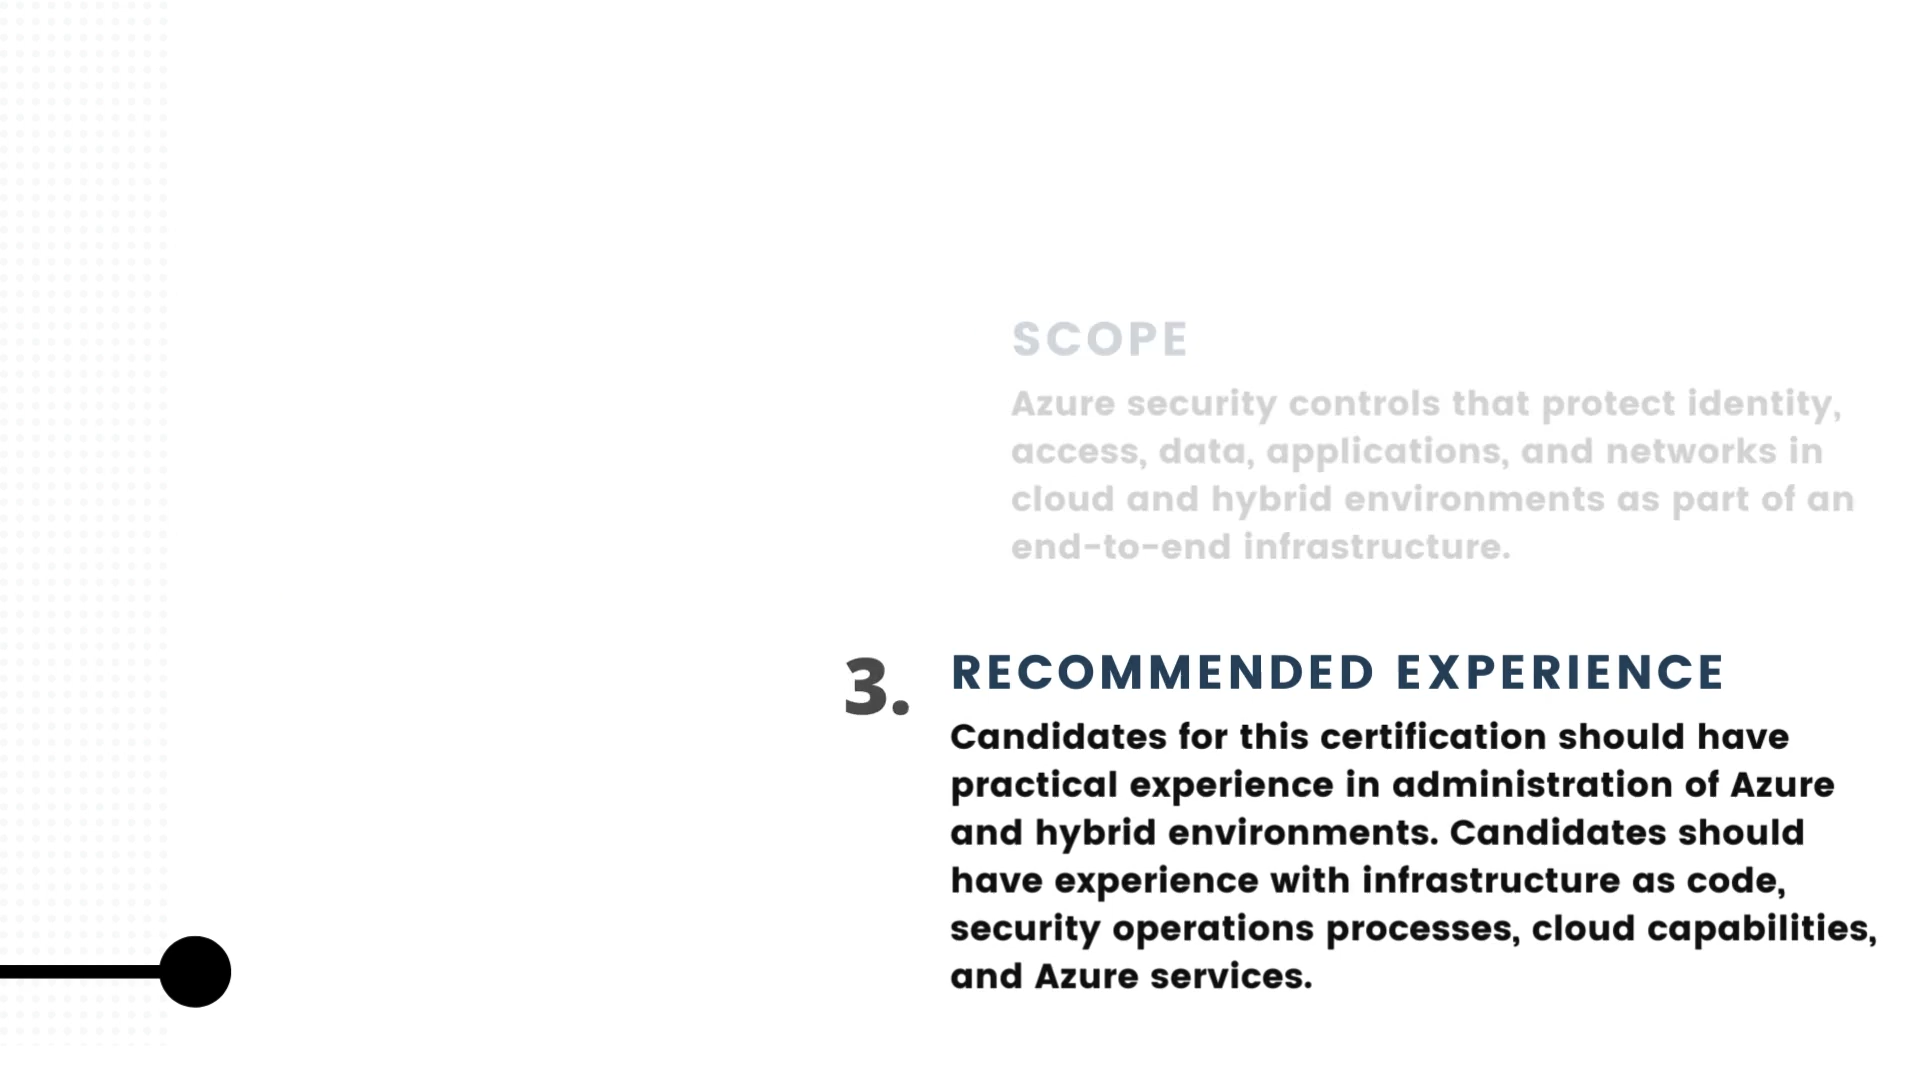 SCOPE
Azure security controls that protect identity,
access, data, applications, and networks in
cloud and hybrid environments as part of an
end-to-end infrastructure.
3. RECOMMENDED EXPERIENCE
Candidates for this certification should have
practical experience in administration of Azure
and hybrid environments. Candidates should
have experience with infrastructure as code,
security operations processes, cloud capabilities,
and Azure services.